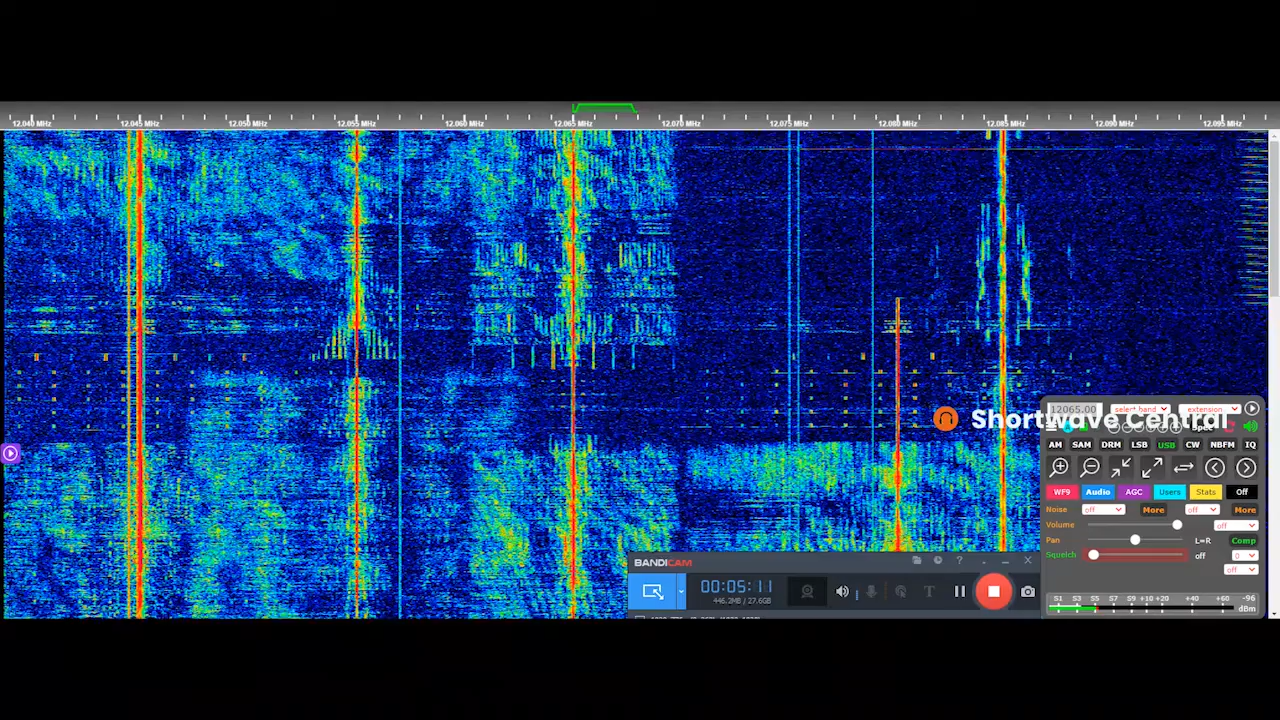 12.040 MHz 12.045 MHz 12.050 MHz 12.055 MHz 12.060 MHz 12.065 MHz 12.070 MHz 12.075 MHz 12.080 MHz 12.085 MHz 12.090 MHz 12.095 MHz
12065.00 select band extension
Shortwave Central
AM SAM DRM LSB USB CW NBFM IQ
WF9 Audio AGC Users Stats Off
Noise off More off More
Volume off
Pan L=R Comp
Squelch off 0
off
S1 S3 S5 S7 S9 +10 +20 +40 +60 -96
dBm
BANDICAM
00:05:11
446.2MB / 27.6GB